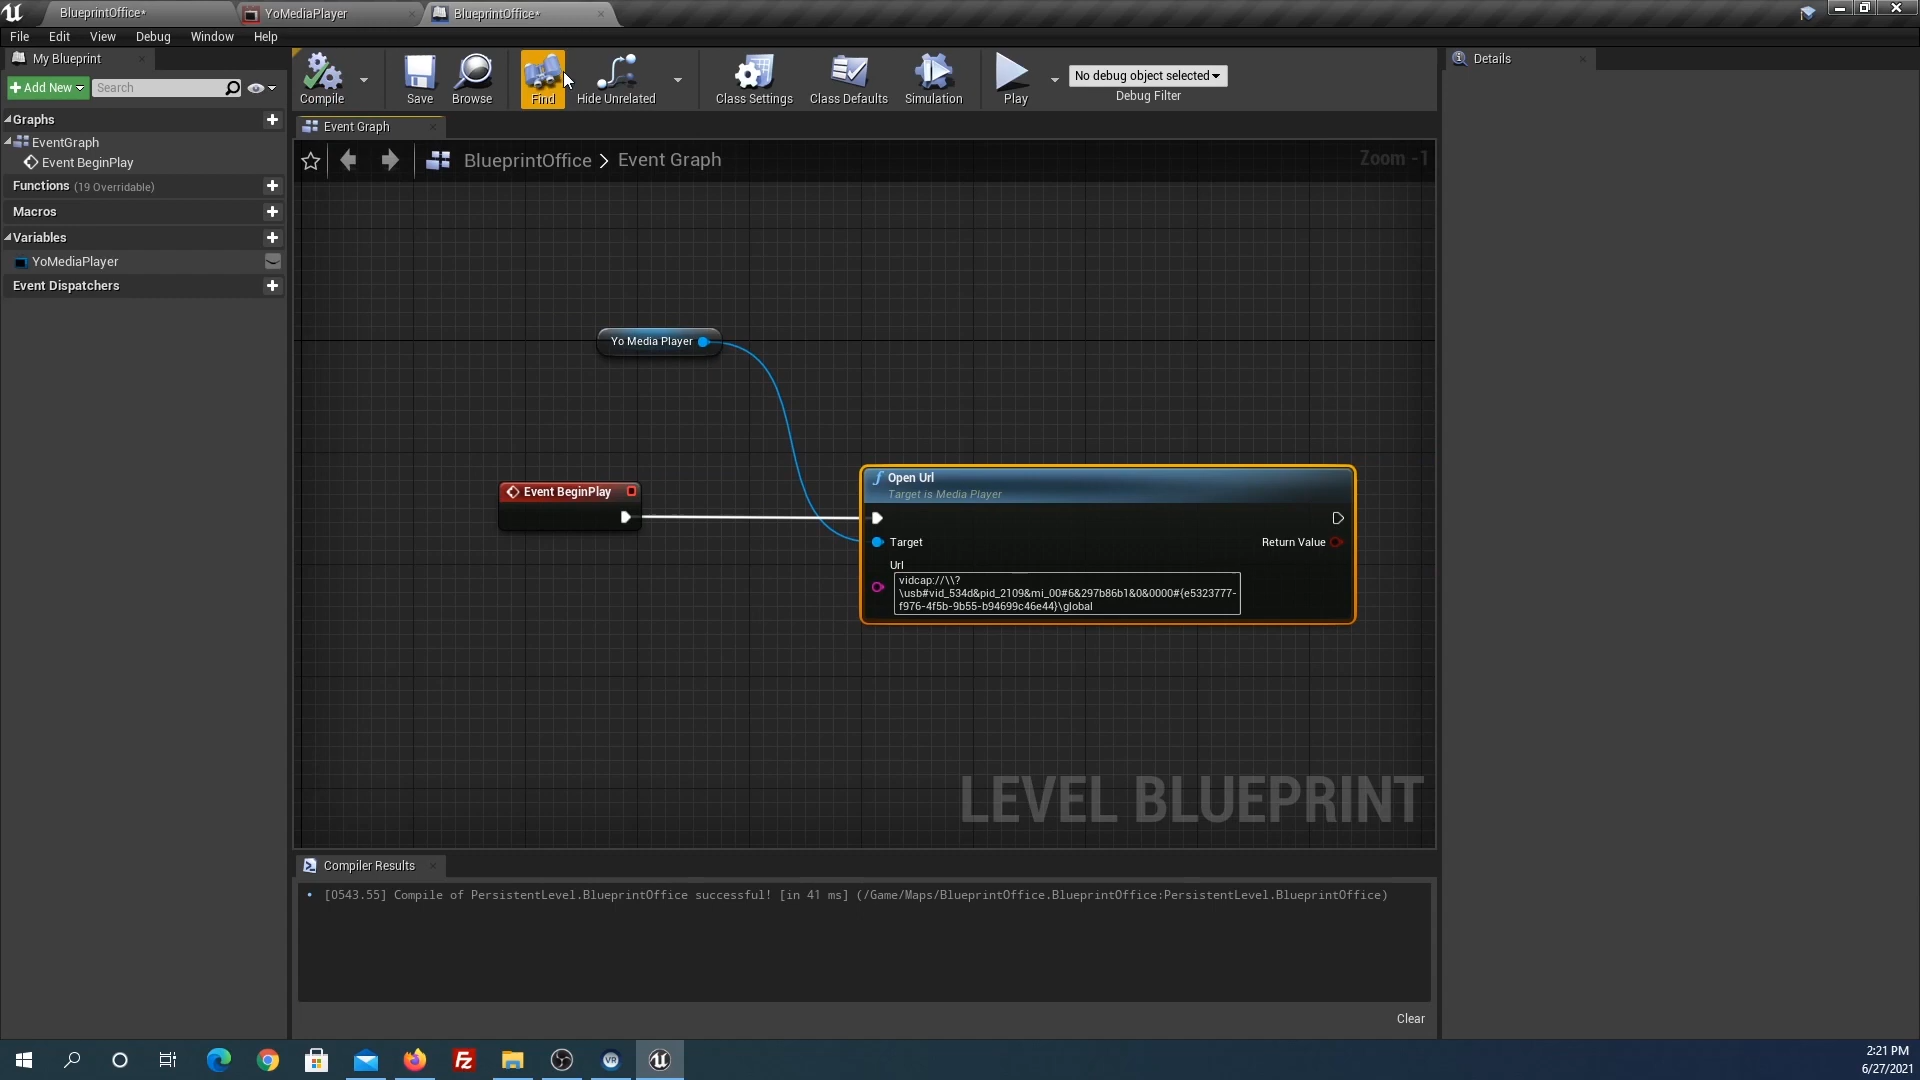 BlueprintOffice*
YoMediaPlayer
BlueprintOffice*
File Edit View Debug Window Help
My Blueprint
Add New
Search
Graphs
EventGraph
Event BeginPlay
Functions (19 Overridable)
Macros
Variables
YoMediaPlayer
Event Dispatchers
Compile
Save
Browse
Find
Hide Unrelated
Class Settings
Class Defaults
Simulation
Play
No debug object selected
Debug Filter
Details
Event Graph
BlueprintOffice > Event Graph
Zoom -1
Yo Media Player
Event BeginPlay
Open Url
Target is Media Player
Target
Return Value
Url
vidcap://\\?
\usb#vid_534d&pid_2109&mi_00#6&297b86b1&0&0000#{e5323777-
f976-4f5b-9b55-b94699c46e44}\global
LEVEL BLUEPRINT
Compiler Results
• [0543.55] Compile of PersistentLevel.BlueprintOffice successful! [in 41 ms] (/Game/Maps/BlueprintOffice.BlueprintOffice:PersistentLevel.BlueprintOffice)
Clear
2:21 PM
6/27/2021